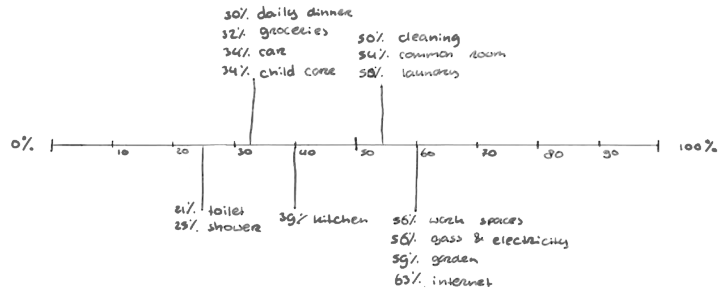 30% daily dinner
32% groceries
34% car
34% child care
50% cleaning
54% common room
58% laundry
0% 10 20 30 40 50 60 70 80 90 100%
21% toilet
25% shower
39% kitchen
56% work spaces
56% gass & electricity
59% garden
63% internet